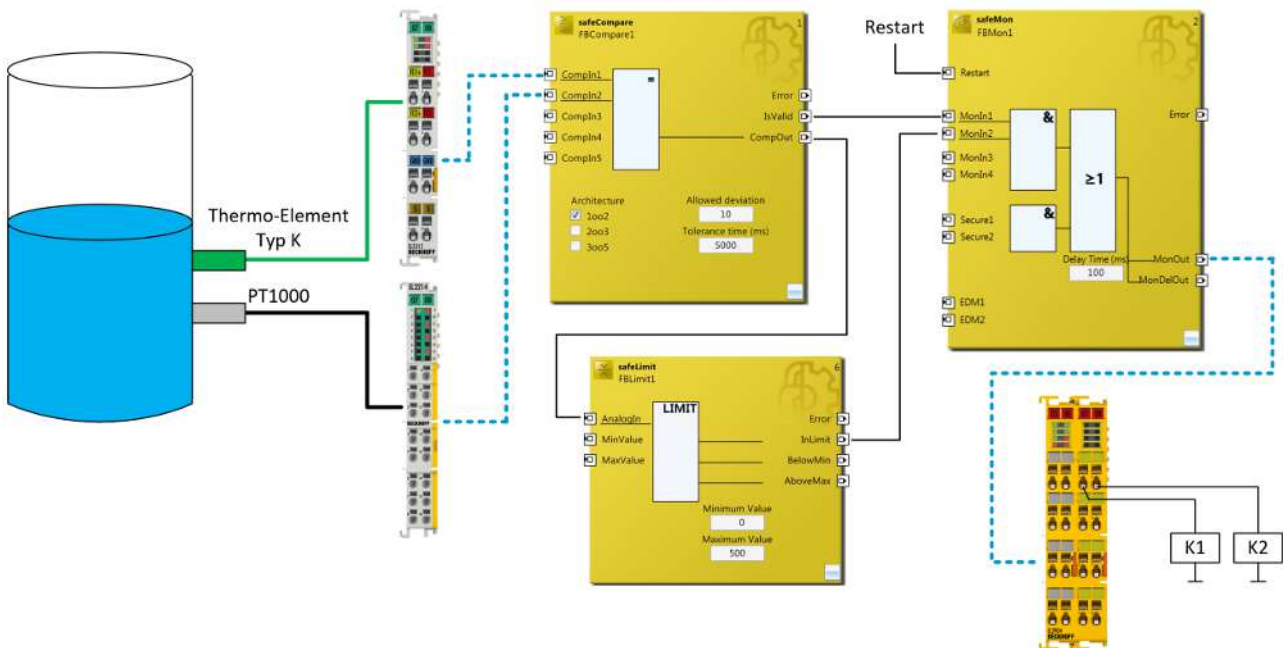 Thermo-Element
Typ K
PT1000
BECKHOFF
BECKHOFF
safeCompare
FBCompare1
1
CompIn1
CompIn2
CompIn3
CompIn4
CompIn5
=
Error
IsValid
CompOut
Architecture
1oo2
2oo3
3oo5
Allowed deviation
10
Tolerance time (ms)
5000
safeLimit
FBLimit1
6
AnalogIn
MinValue
MaxValue
LIMIT
Error
InLimit
BelowMin
AboveMax
Minimum Value
0
Maximum Value
500
Restart
safeMon
FBMon1
2
Restart
MonIn1
MonIn2
MonIn3
MonIn4
Secure1
Secure2
EDM1
EDM2
&
&
≥1
Error
Delay Time (ms)
100
MonOut
MonDelOut
BECKHOFF
K1
K2